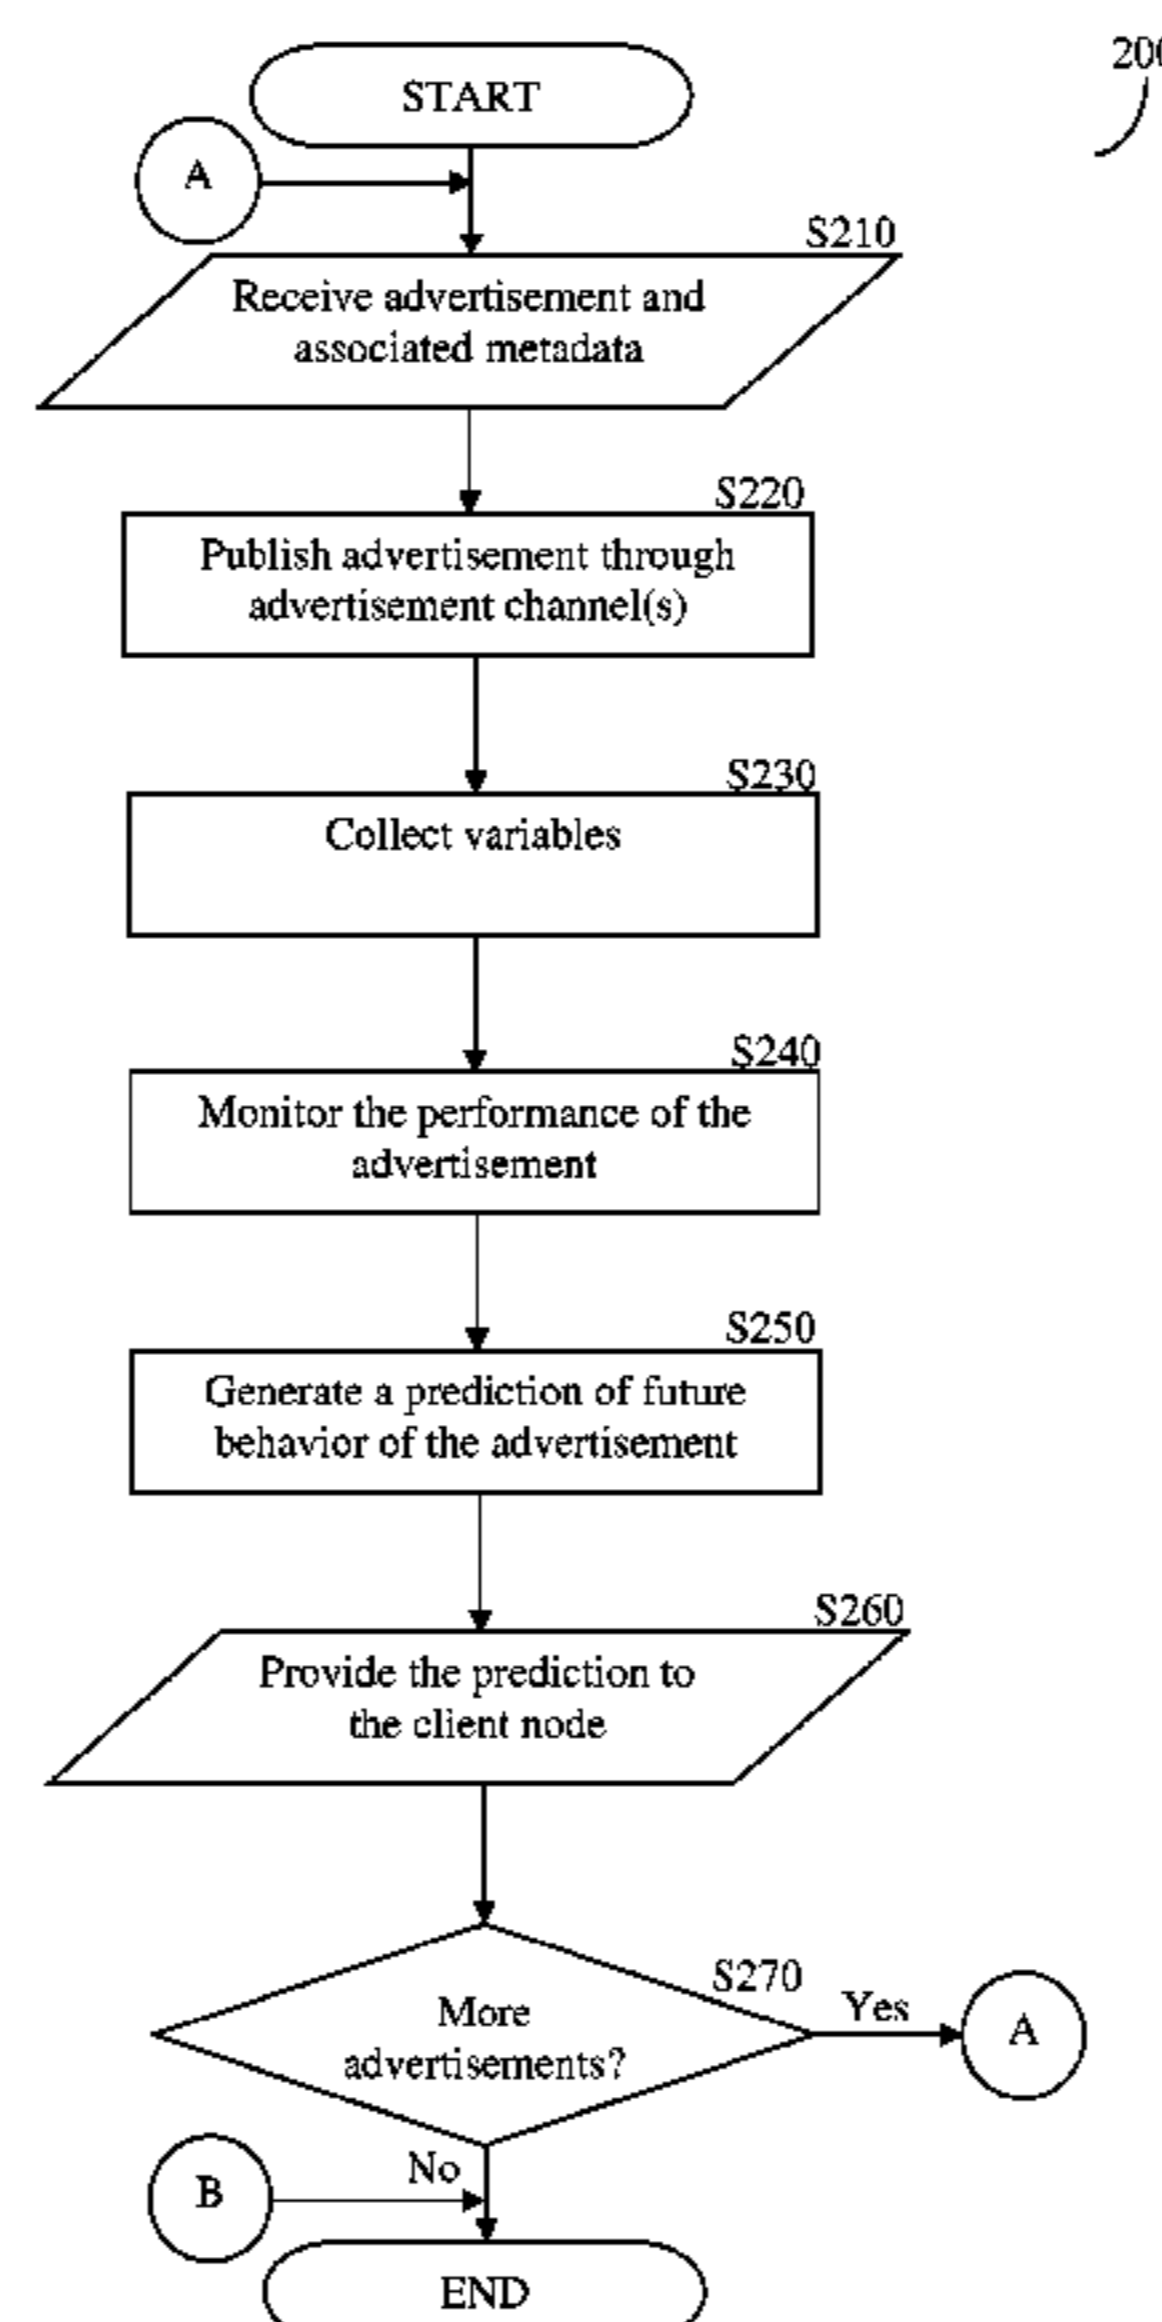 START
200
A
S210
Receive advertisement and
associated metadata
S220
Publish advertisement through
advertisement channel(s)
S230
Collect variables
S240
Monitor the performance of the
advertisement
S250
Generate a prediction of future
behavior of the advertisement
S260
Provide the prediction to
the client node
S270
More
advertisements?
Yes
A
No
B
END